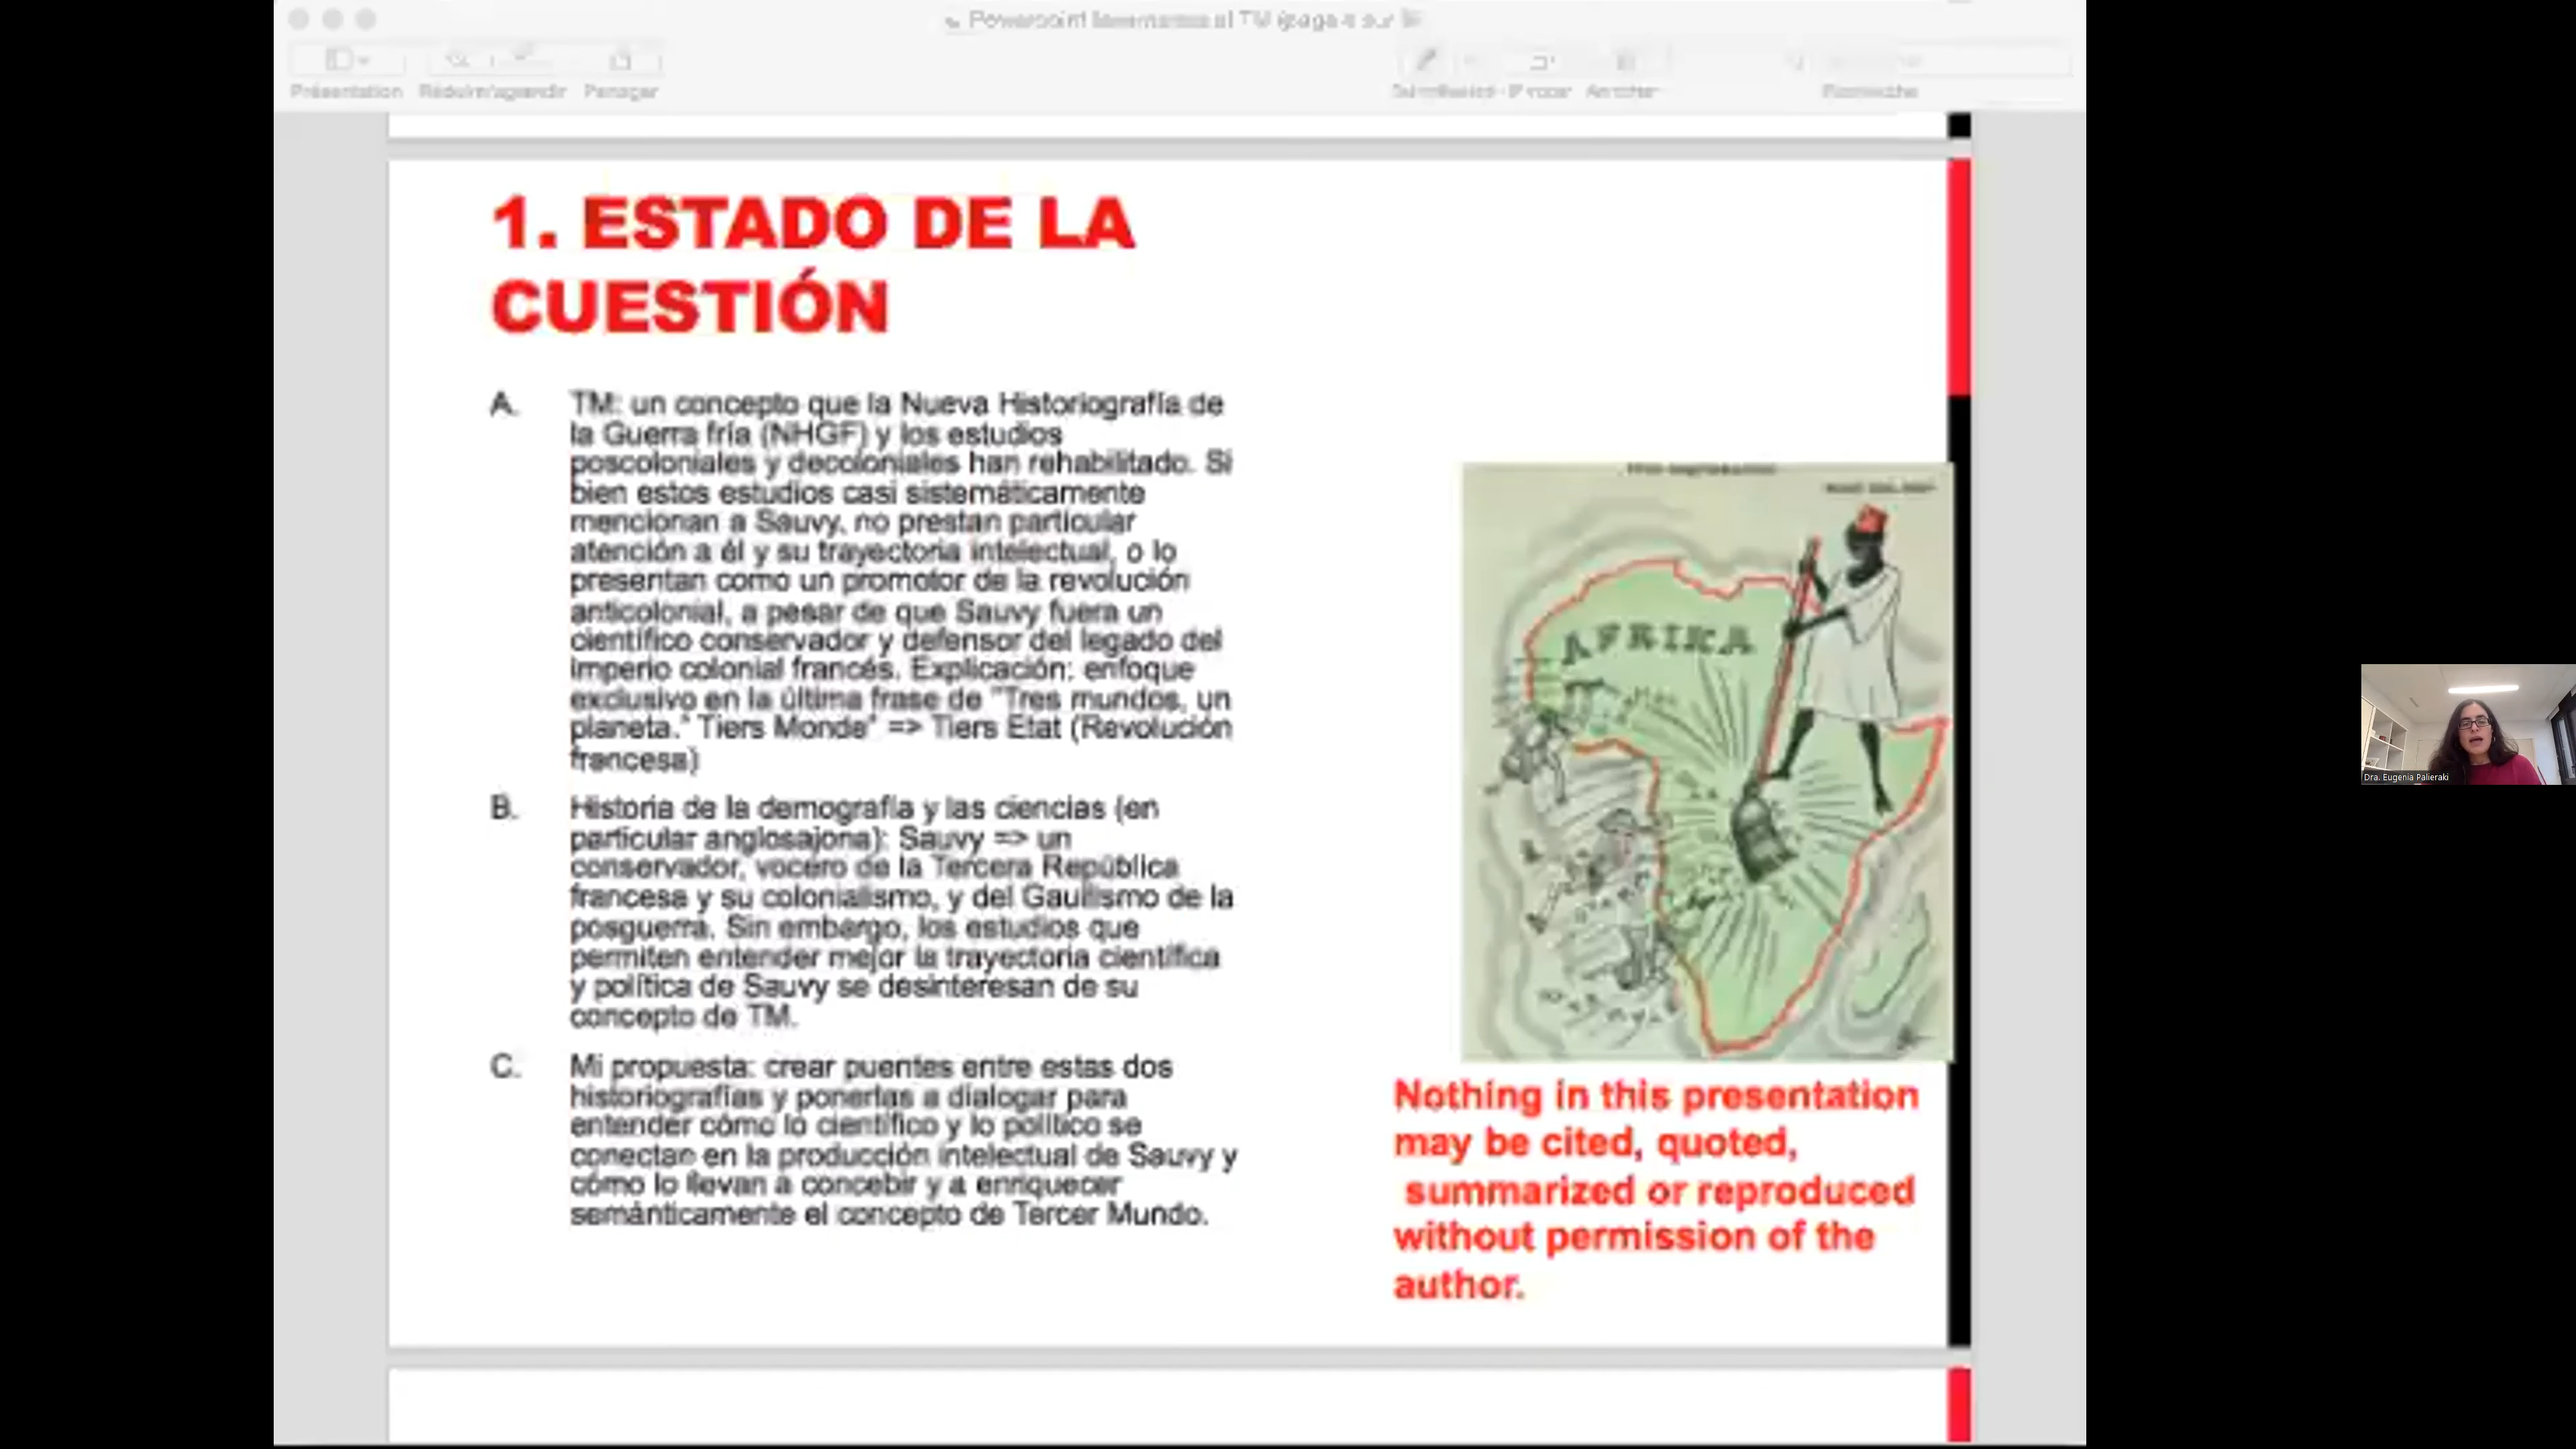 Powerpoint
Présentation
Réduire/agrandir
Partager
1. ESTADO DE LA
CUESTIÓN
A. TM: un concepto que la Nueva Historiografía de
la Guerra fría (NHGF) y los estudios
poscoloniales y decoloniales han rehabilitado. Si
bien estos estudios casi sistemáticamente
mencionan a Sauvy, no prestan particular
atención a él y su trayectoria intelectual, o lo
presentan como un promotor de la revolución
anticolonial, a pesar de que Sauvy fuera un
científico conservador y defensor del legado del
imperio colonial francés. Explicación: enfoque
exclusivo en la última frase de "Tres mundos, un
planeta." Tiers Monde" => Tiers Etat (Revolución
francesa)
B. Historia de la demografía y las ciencias (en
particular anglosajona): Sauvy => un
conservador, vocero de la Tercera República
francesa y su colonialismo, y del Gaullismo de la
posguerra. Sin embargo, los estudios que
permiten entender mejor la trayectoria científica
y política de Sauvy se desinteresan de su
concepto de TM.
C. Mi propuesta: crear puentes entre estas dos
historiografías y ponerlas a dialogar para
entender cómo lo científico y lo político se
conectan en la producción intelectual de Sauvy y
cómo lo llevan a concebir y a enriquecer
semánticamente el concepto de Tercer Mundo.
AFRIKA
Nothing in this presentation
may be cited, quoted,
summarized or reproduced
without permission of the
author.
Dra. Eugenia Palieraki